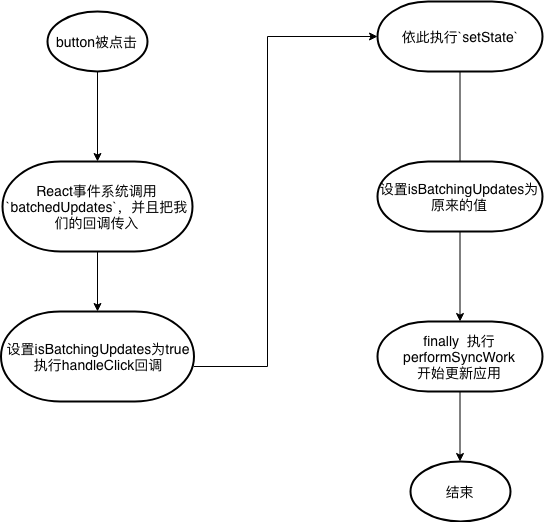 button被点击
React事件系统调用
`batchedUpdates`，并且把我
们的回调传入
设置isBatchingUpdates为true
执行handleClick回调
依此执行`setState`
设置isBatchingUpdates为
原来的值
finally 执行
performSyncWork
开始更新应用
结束